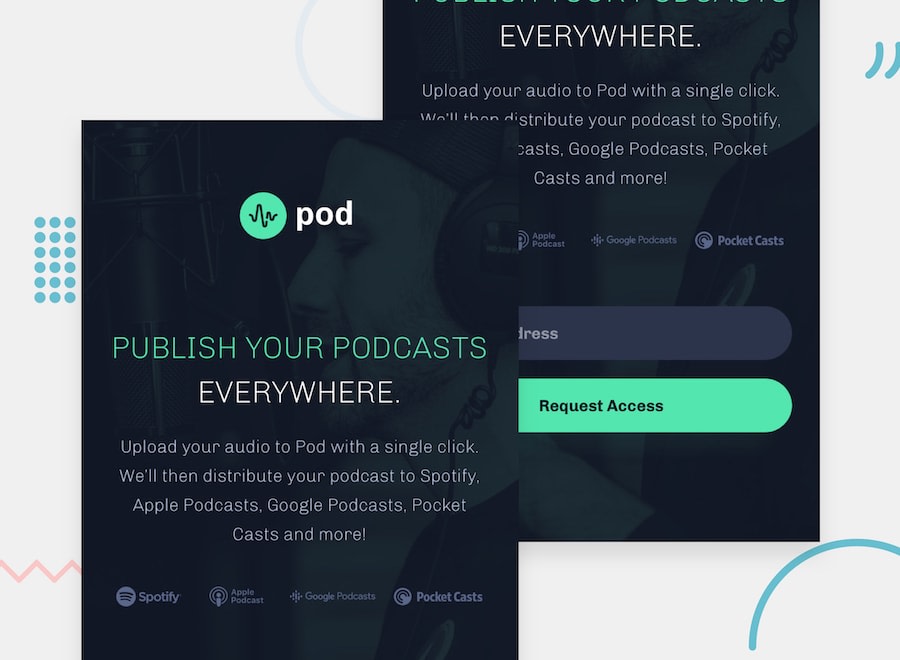 pod
PUBLISH YOUR PODCASTS
EVERYWHERE.
Upload your audio to Pod with a single click.
We'll then distribute your podcast to Spotify,
Apple Podcasts, Google Podcasts, Pocket
Casts and more!
Spotify
Apple
Podcast
Google Podcasts
Pocket Casts
PUBLISH YOUR PODCASTS
EVERYWHERE.
Upload your audio to Pod with a single click.
We'll then distribute your podcast to Spotify,
casts, Google Podcasts, Pocket
Casts and more!
Apple
Podcast
Google Podcasts
Pocket Casts
dress
Request Access